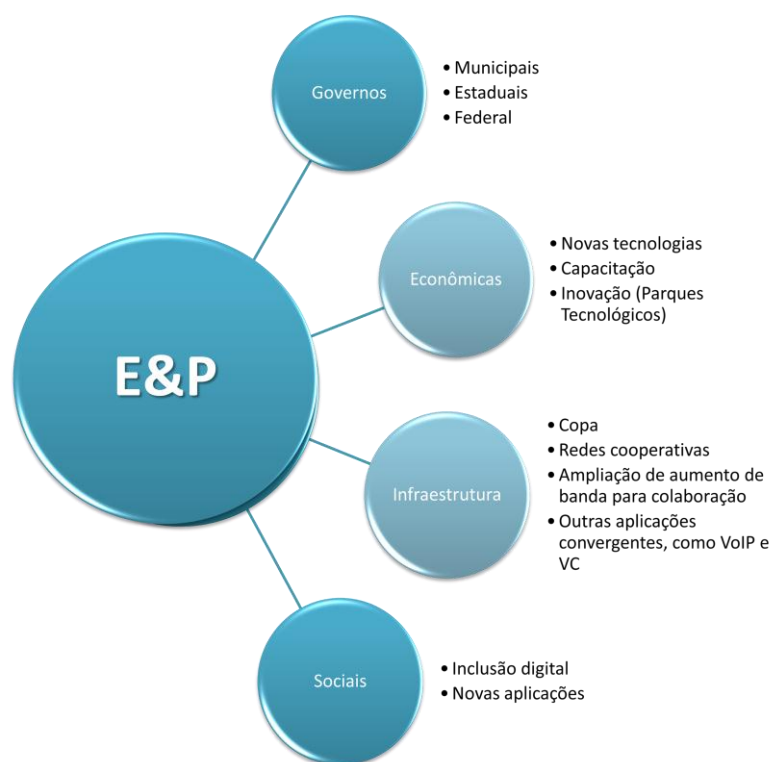 Governos
• Municipais
• Estaduais
• Federal
E&P
Econômicas
• Novas tecnologias
• Capacitação
• Inovação (Parques
Tecnológicos)
Infraestrutura
• Copa
• Redes cooperativas
• Ampliação de aumento de
banda para colaboração
• Outras aplicações
convergentes, como VoIP e
VC
Sociais
• Inclusão digital
• Novas aplicações